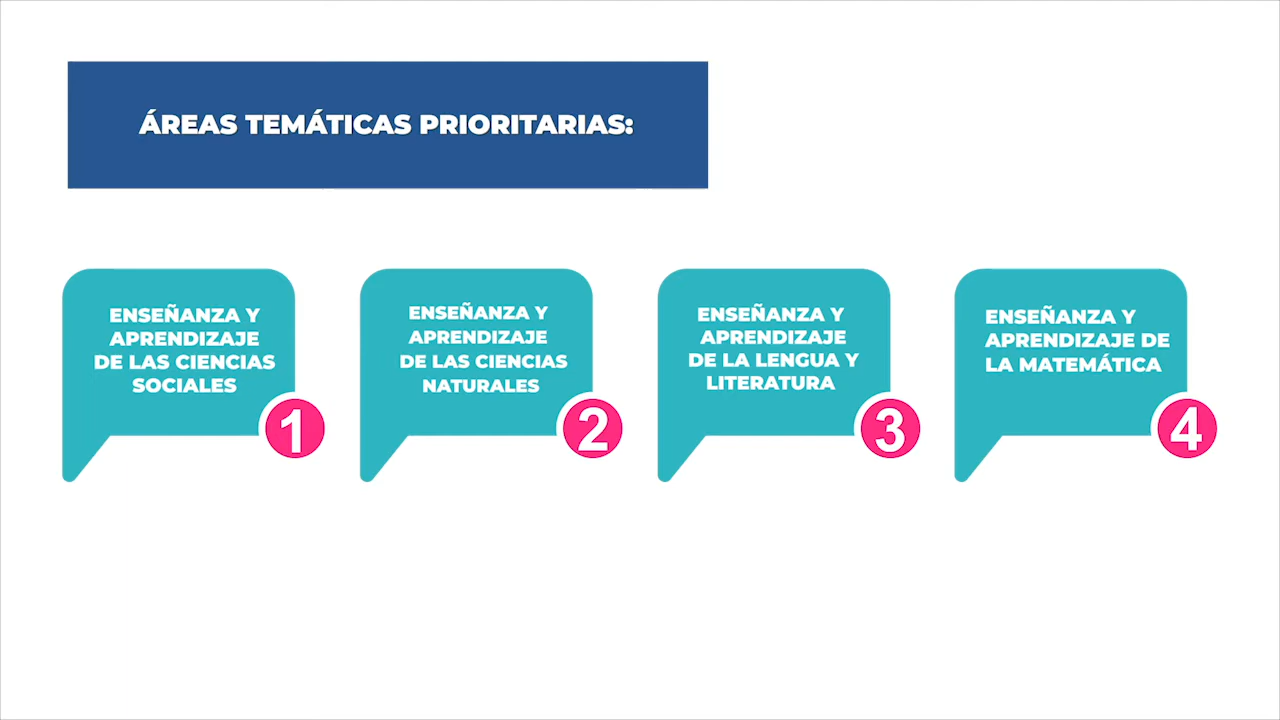 ÁREAS TEMÁTICAS PRIORITARIAS:
ENSEÑANZA Y
APRENDIZAJE
DE LAS CIENCIAS
SOCIALES
1
ENSEÑANZA Y
APRENDIZAJE
DE LAS CIENCIAS
NATURALES
2
ENSEÑANZA Y
APRENDIZAJE
DE LA LENGUA Y
LITERATURA
3
ENSEÑANZA Y
APRENDIZAJE DE
LA MATEMÁTICA
4